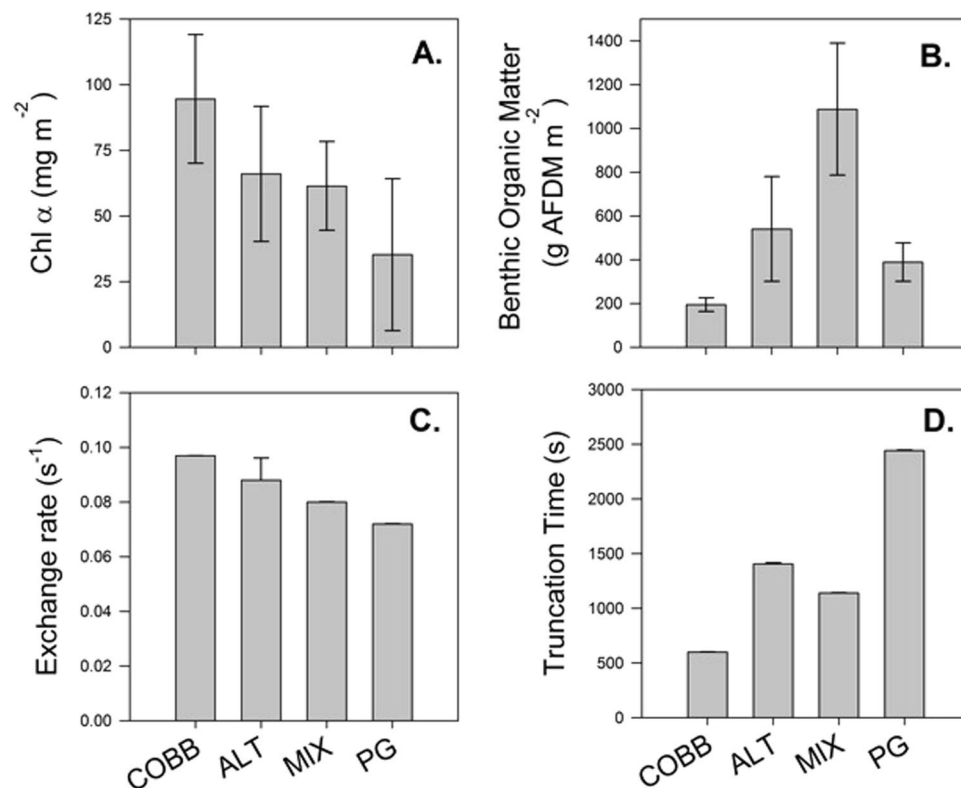 A.
Chl α (mg m⁻²)
125
100
75
50
25
0
B.
Benthic Organic Matter
(g AFDM m⁻²)
1400
1200
1000
800
600
400
200
0
C.
Exchange rate (s⁻¹)
0.12
0.10
0.08
0.06
0.04
0.02
0.00
COBB ALT MIX PG
D.
Truncation Time (s)
3000
2500
1500
1000
500
0
COBB ALT MIX PG